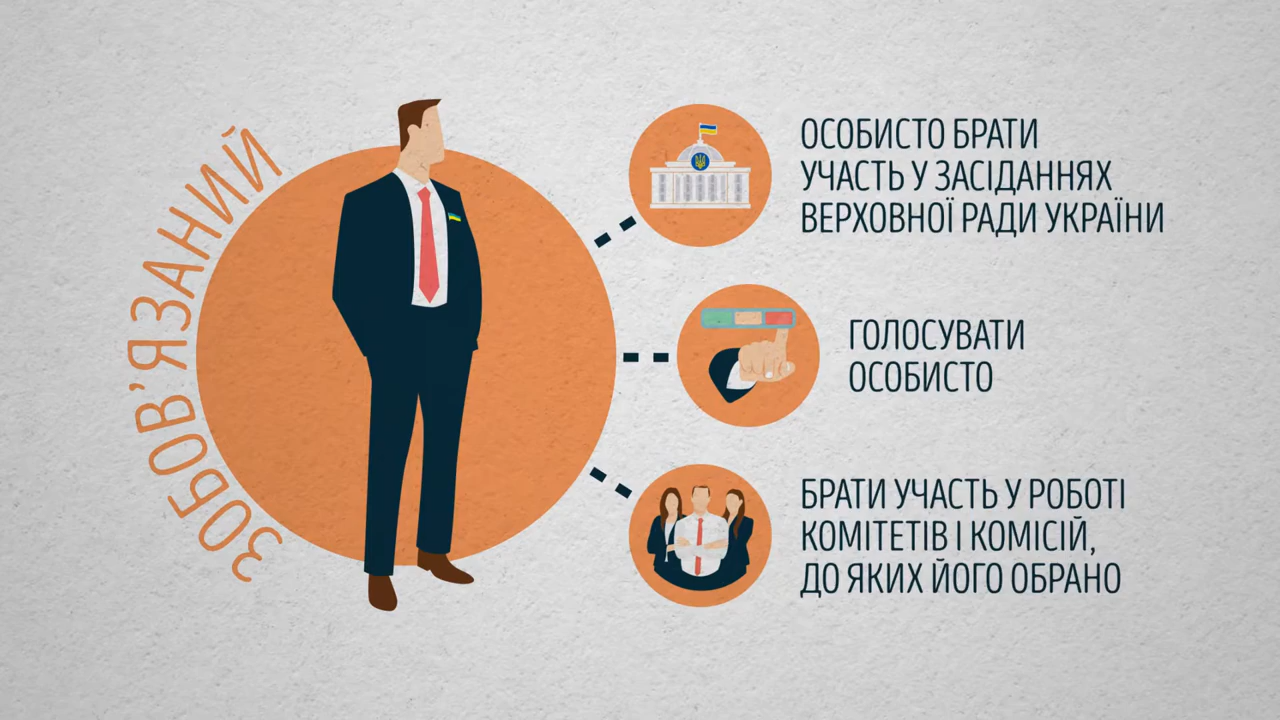 ЗОБОВ'ЯЗАНИЙ
ОСОБИСТО БРАТИ
УЧАСТЬ У ЗАСІДАННЯХ
ВЕРХОВНОЇ РАДИ УКРАЇНИ
ГОЛОСУВАТИ
ОСОБИСТО
БРАТИ УЧАСТЬ У РОБОТІ
КОМІТЕТІВ І КОМІСІЙ,
ДО ЯКИХ ЙОГО ОБРАНО